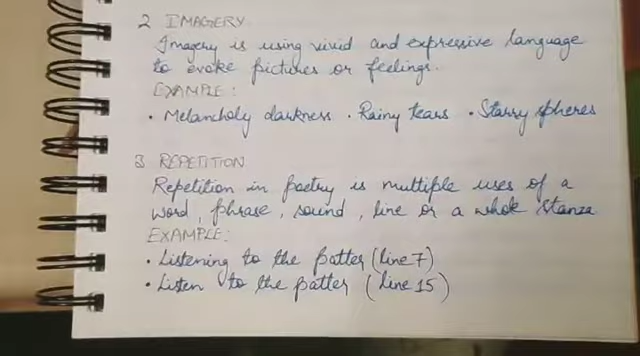 2 IMAGERY
Imagery is using vivid and expressive language
to evoke pictures or feelings.
EXAMPLE:
• Melancholy darkness • Rainy tears • Starry spheres
3 REPETITION
Repetition in poetry is multiple uses of a
word, phrase, sound, line or a whole stanza
EXAMPLE:
• Listening to the patter (line 7)
• Listen to the patter (line 15)